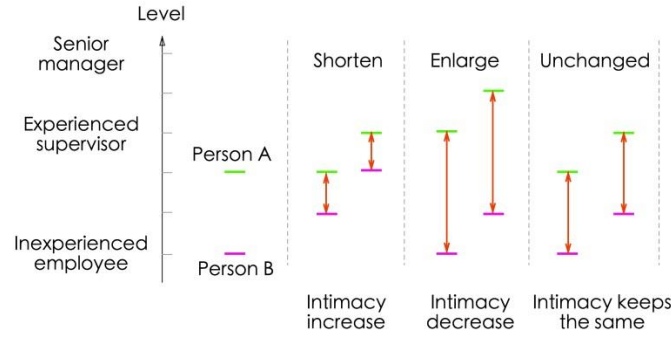 Level
Senior
manager
Shorten
Enlarge
Unchanged
Experienced
supervisor
Person A
Inexperienced
employee
Person B
Intimacy
increase
Intimacy
decrease
Intimacy keeps
the same